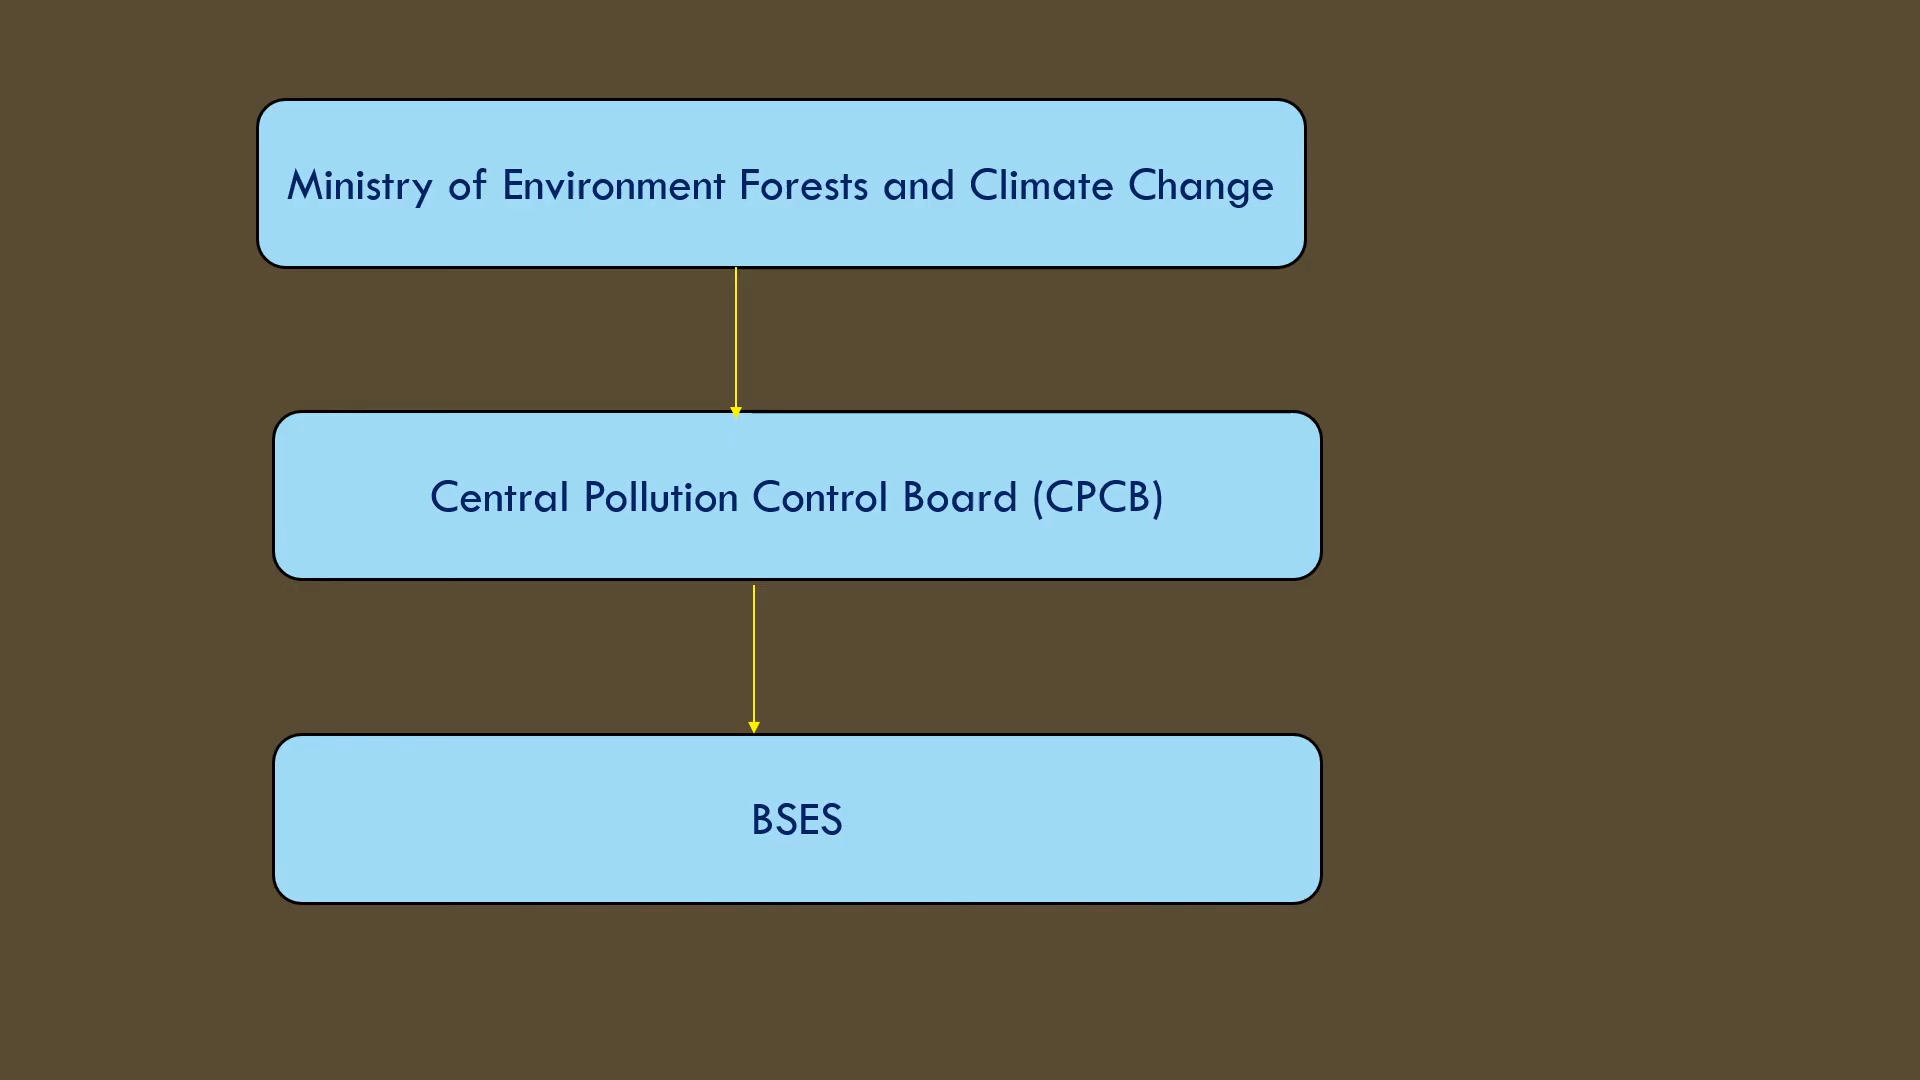 Ministry of Environment Forests and Climate Change
Central Pollution Control Board (CPCB)
BSES